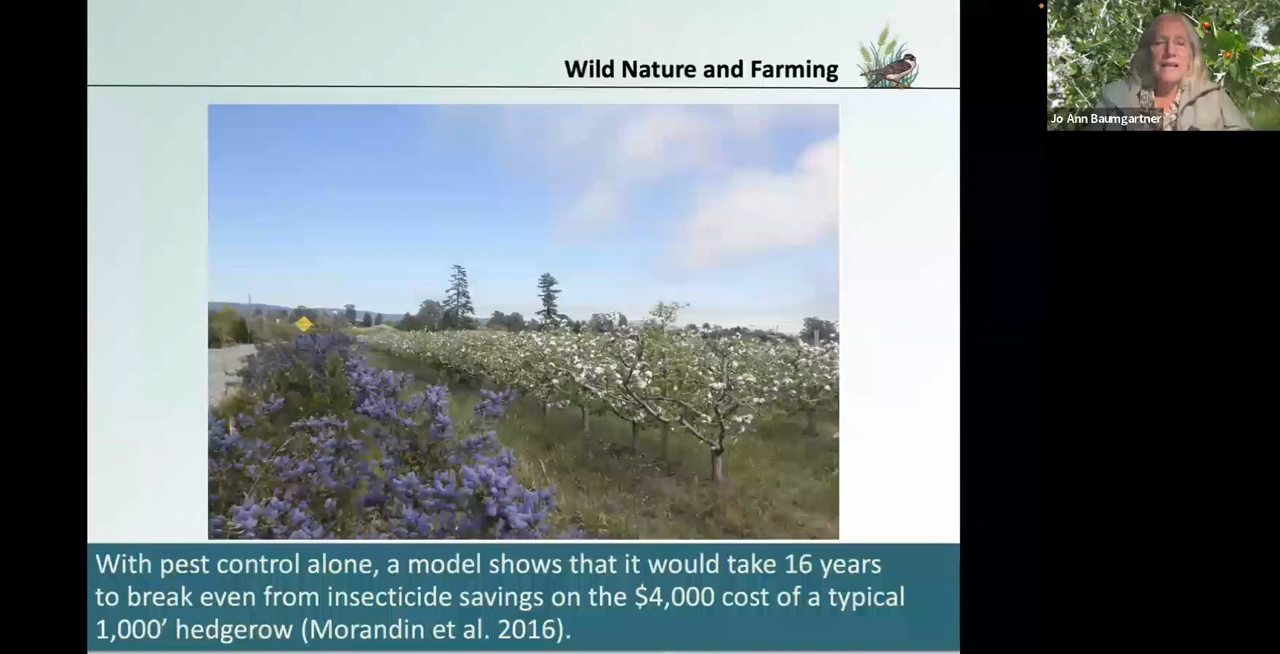 Wild Nature and Farming
Jo Ann Baumgartner
With pest control alone, a model shows that it would take 16 years
to break even from insecticide savings on the $4,000 cost of a typical
1,000’ hedgerow (Morandin et al. 2016).